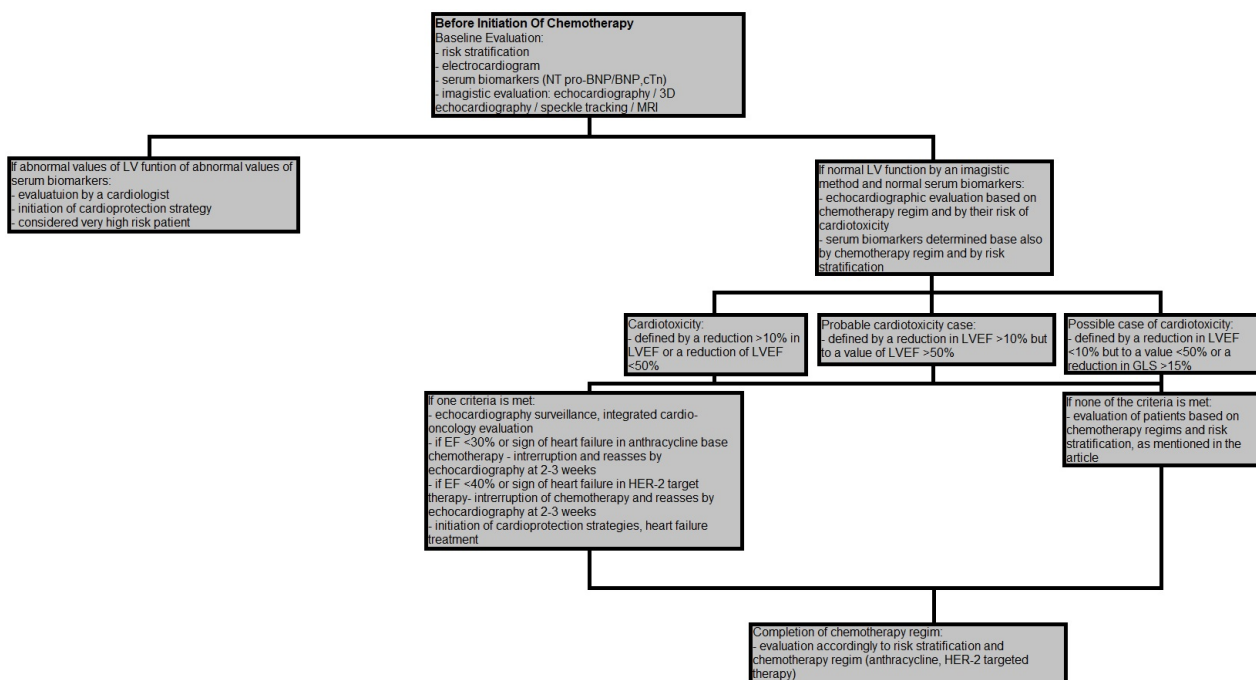 Before Initiation Of Chemotherapy
Baseline Evaluation:
- risk stratification
- electrocardiogram
- serum biomarkers (NT pro-BNP/BNP,cTn)
- imagistic evaluation: echocardiography / 3D
echocardiography / speckle tracking / MRI
If abnormal values of LV funtion of abnormal values of
serum biomarkers:
- evaluatuion by a cardiologist
- initiation of cardioprotection strategy
- considered very high risk patient
If normal LV function by an imagistic
method and normal serum biomarkers:
- echocardiographic evaluation based on
chemotherapy regim and by their risk of
cardiotoxicity
- serum biomarkers determined base also
by chemotherapy regim and by risk
stratification
Cardiotoxicity:
- defined by a reduction >10% in
LVEF or a reduction of LVEF
<50%
Probable cardiotoxicity case:
- defined by a reduction in LVEF >10% but
to a value of LVEF >50%
Possible case of cardiotoxicity:
- defined by a reduction in LVEF
<10% but to a value <50% or a
reduction in GLS >15%
If one criteria is met:
- echocardiography surveillance, integrated cardio-
oncology evaluation
- if EF <30% or sign of heart failure in anthracycline base
chemotherapy - intrerruption and reasses by
echocardiography at 2-3 weeks
- if EF <40% or sign of heart failure in HER-2 target
therapy- intrerruption of chemotherapy and reasses by
echocardiography at 2-3 weeks
- initiation of cardioprotection strategies, heart failure
treatment
If none of the criteria is met:
- evaluation of patients based on
chemotherapy regims and risk
stratification, as mentioned in the
article
Completion of chemotherapy regim:
- evaluation accordingly to risk stratification and
chemotherapy regim (anthracycline, HER-2 targeted
therapy)